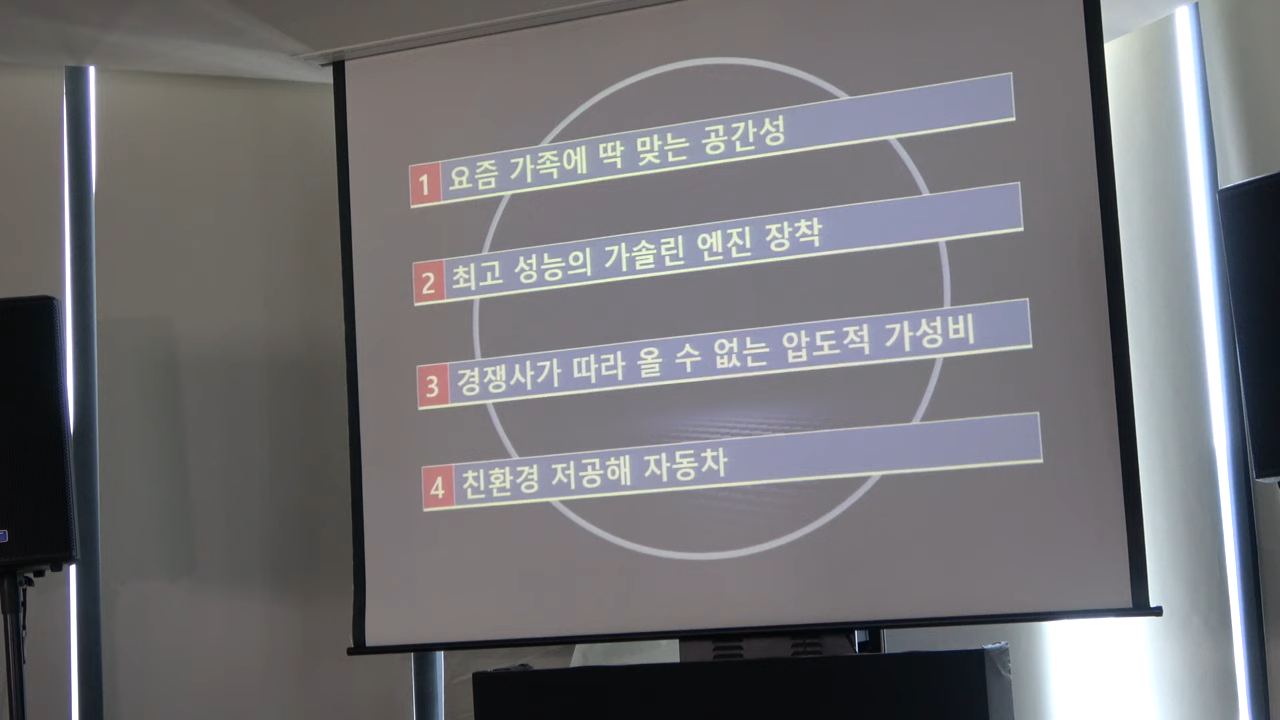 1 요즘 가족에 딱 맞는 공간성
2 최고 성능의 가솔린 엔진 장착
3 경쟁사가 따라 올 수 없는 압도적 가성비
4 친환경 저공해 자동차